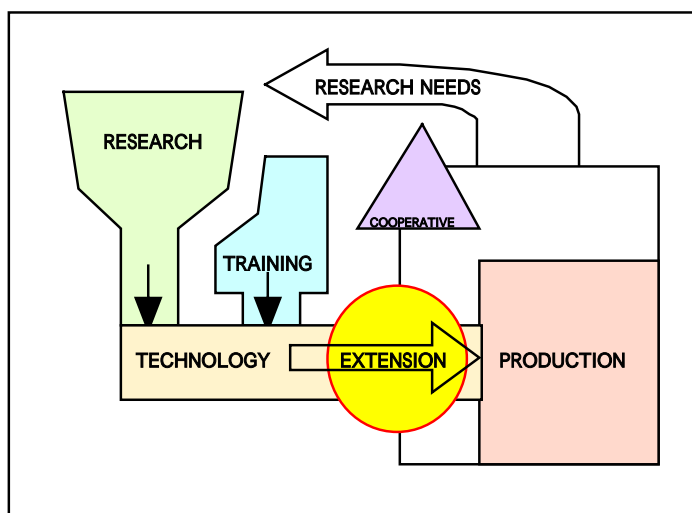 RESEARCH NEEDS
RESEARCH
COOPERATIVE
TRAINING
TECHNOLOGY
EXTENSION
PRODUCTION